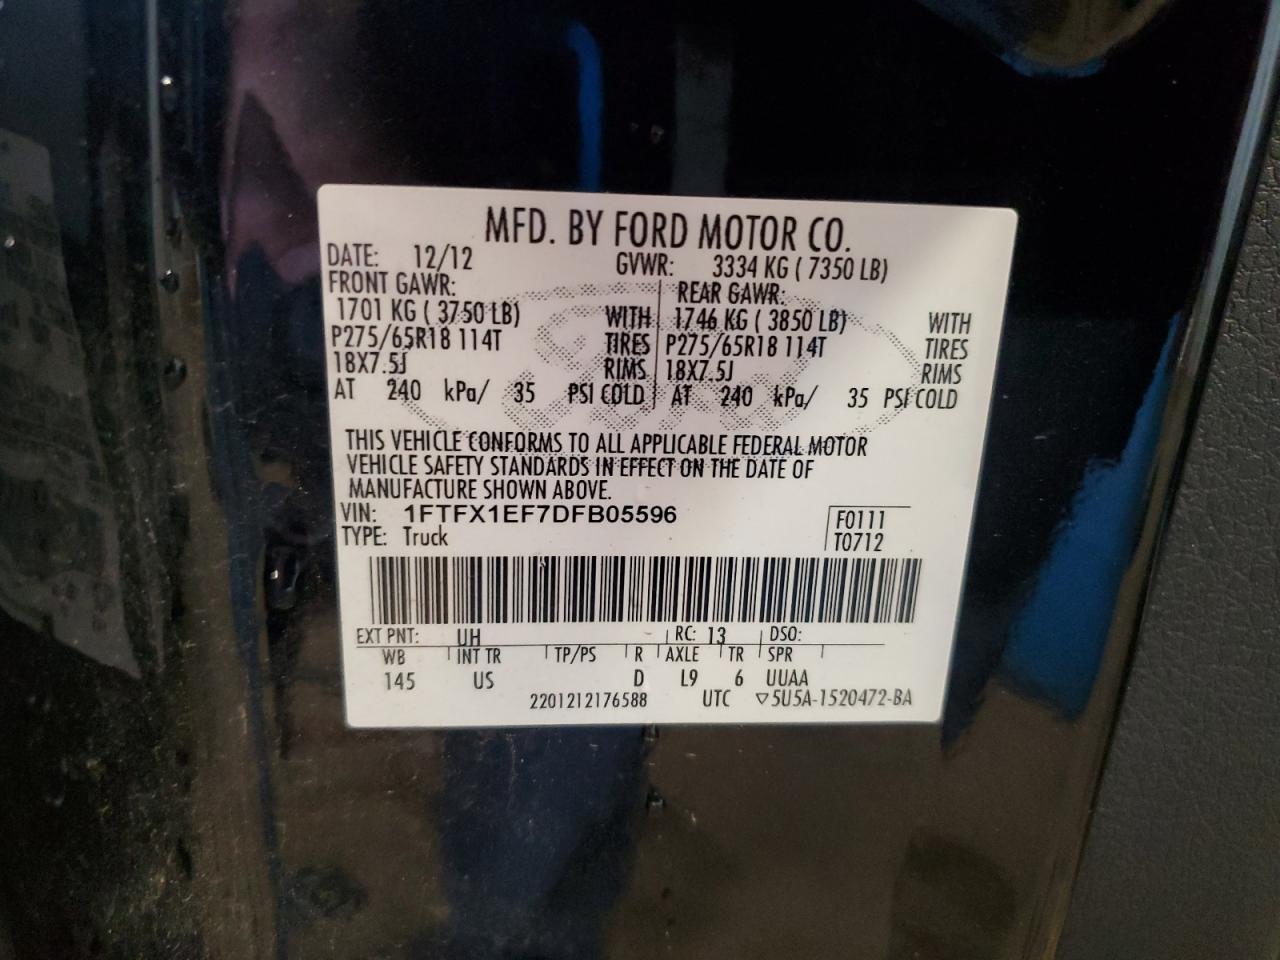 MFD. BY FORD MOTOR CO.
DATE: 12/12 GVWR: 3334 KG ( 7350 LB)
FRONT GAWR: REAR GAWR:
1701 KG ( 3750 LB) WITH 1746 KG ( 3850 LB) WITH
P275/65R18 114T TIRES P275/65R18 114T TIRES
18X7.5J RIMS 18X7.5J RIMS
AT 240 kPa/ 35 PSI COLD AT 240 kPa/ 35 PSI COLD
THIS VEHICLE CONFORMS TO ALL APPLICABLE FEDERAL MOTOR
VEHICLE SAFETY STANDARDS IN EFFECT ON THE DATE OF
MANUFACTURE SHOWN ABOVE.
VIN: 1FTFX1EF7DFB05596 F0111
TYPE: Truck T0712
EXT PNT: UH RC: 13 DSO:
WB INT TR TP/PS R AXLE TR SPR
145 US D L9 6 UUAA
2201212176588 UTC ▽5U5A-1520472-BA